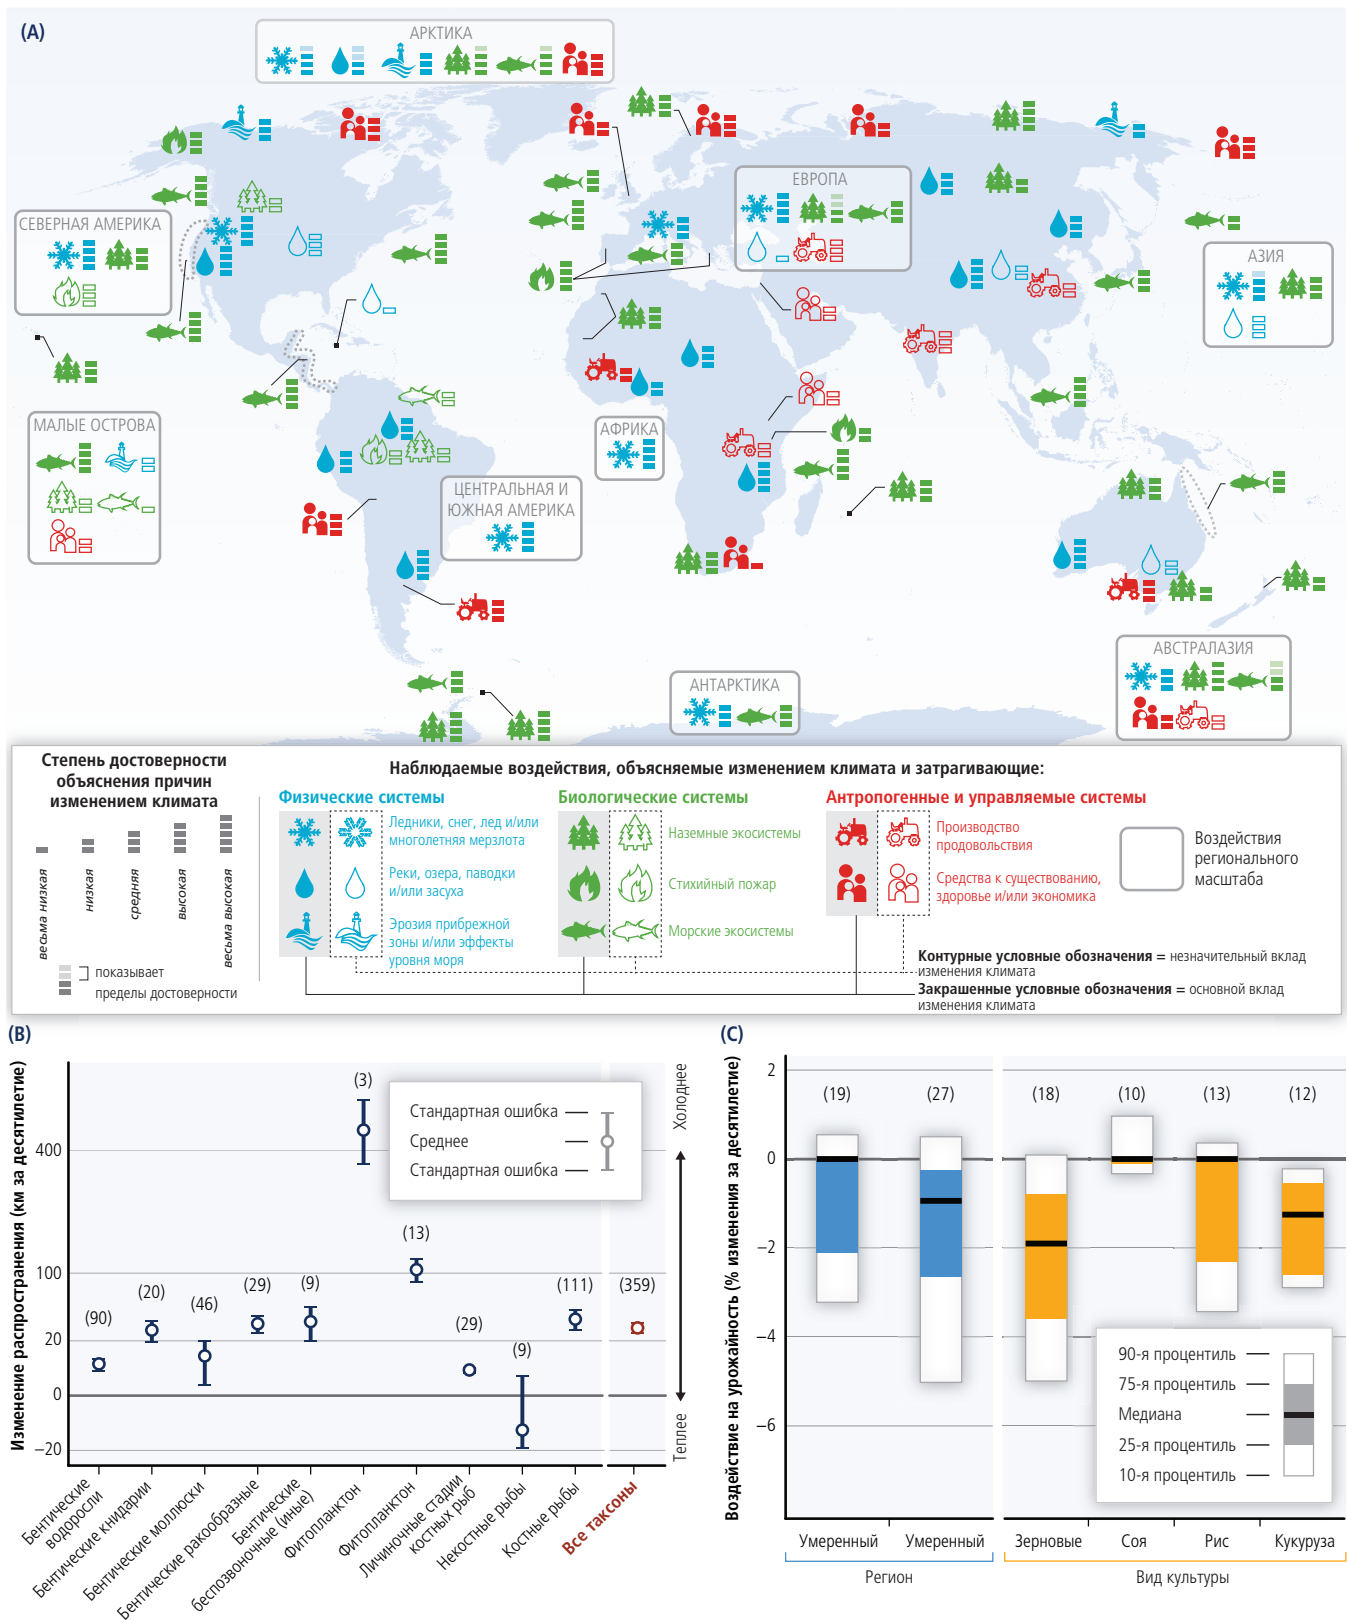 (A)
АРКТИКА
ЕВРОПА
СЕВЕРНАЯ АМЕРИКА
АЗИЯ
МАЛЫЕ ОСТРОВА
АФРИКА
ЦЕНТРАЛЬНАЯ И
ЮЖНАЯ АМЕРИКА
АВСТРАЛАЗИЯ
АНТАРКТИКА
Степень достоверности
объяснения причин
изменением климата
весьма низкая
низкая
средняя
высокая
весьма высокая
показывает
пределы достоверности
Наблюдаемые воздействия, объясняемые изменением климата и затрагивающие:
Физические системы
Ледники, снег, лед и/или
многолетняя мерзлота
Реки, озера, паводки
и/или засуха
Эрозия прибрежной
зоны и/или эффекты
уровня моря
Биологические системы
Наземные экосистемы
Стихийный пожар
Морские экосистемы
Антропогенные и управляемые системы
Производство
продовольствия
Средства к существованию,
здоровье и/или экономика
Воздействия
регионального
масштаба
Контурные условные обозначения = незначительный вклад
изменения климата
Закрашенные условные обозначения = основной вклад
изменения климата
(B)
Изменение распространения (км за десятилетие)
400
100
20
0
−20
(90)
(20)
(46)
(29)
(9)
(3)
(13)
(29)
(9)
(111)
(359)
Стандартная ошибка
Среднее
Стандартная ошибка
Холоднее
Теплее
Бентические
водоросли
Бентические книдарии
Бентические моллюски
Бентические ракообразные
Бентические
беспозвоночные (иные)
Фитопланктон
Фитопланктон
Личиночные стадии
костных рыб
Некостные рыбы
Костные рыбы
Все таксоны
(C)
Воздействие на урожайность (% изменения за десятилетие)
2
0
−2
−4
−6
(19)
(27)
(18)
(10)
(13)
(12)
90-я процентиль
75-я процентиль
Медиана
25-я процентиль
10-я процентиль
Умеренный
Умеренный
Зерновые
Соя
Рис
Кукуруза
Регион
Вид культуры